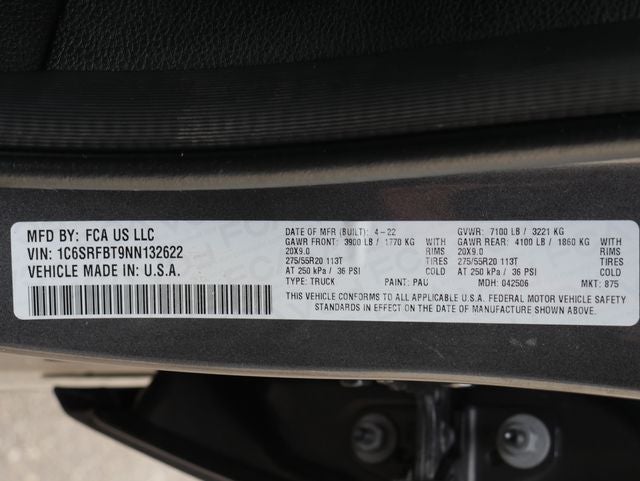 MFD BY: FCA US LLC
VIN: 1C6SRFBT9NN132622
VEHICLE MADE IN U.S.A.
DATE OF MFR (BUILT): 4-22 GVWR: 7100 LB / 3221 KG
GAWR FRONT: 3900 LB / 1770 KG WITH GAWR REAR: 4100 LB / 1860 KG WITH
20X9.0 RIMS 20X9.0 RIMS
275/55R20 113T TIRES 275/55R20 113T TIRES
AT 250 kPa / 36 PSI COLD AT 250 kPa / 36 PSI COLD
TYPE: TRUCK PAINT: PAU MDH: 042506 MKT: 875
THIS VEHICLE CONFORMS TO ALL APPLICABLE U.S.A. FEDERAL MOTOR VEHICLE SAFETY
STANDARDS IN EFFECT ON THE DATE OF MANUFACTURE SHOWN ABOVE.